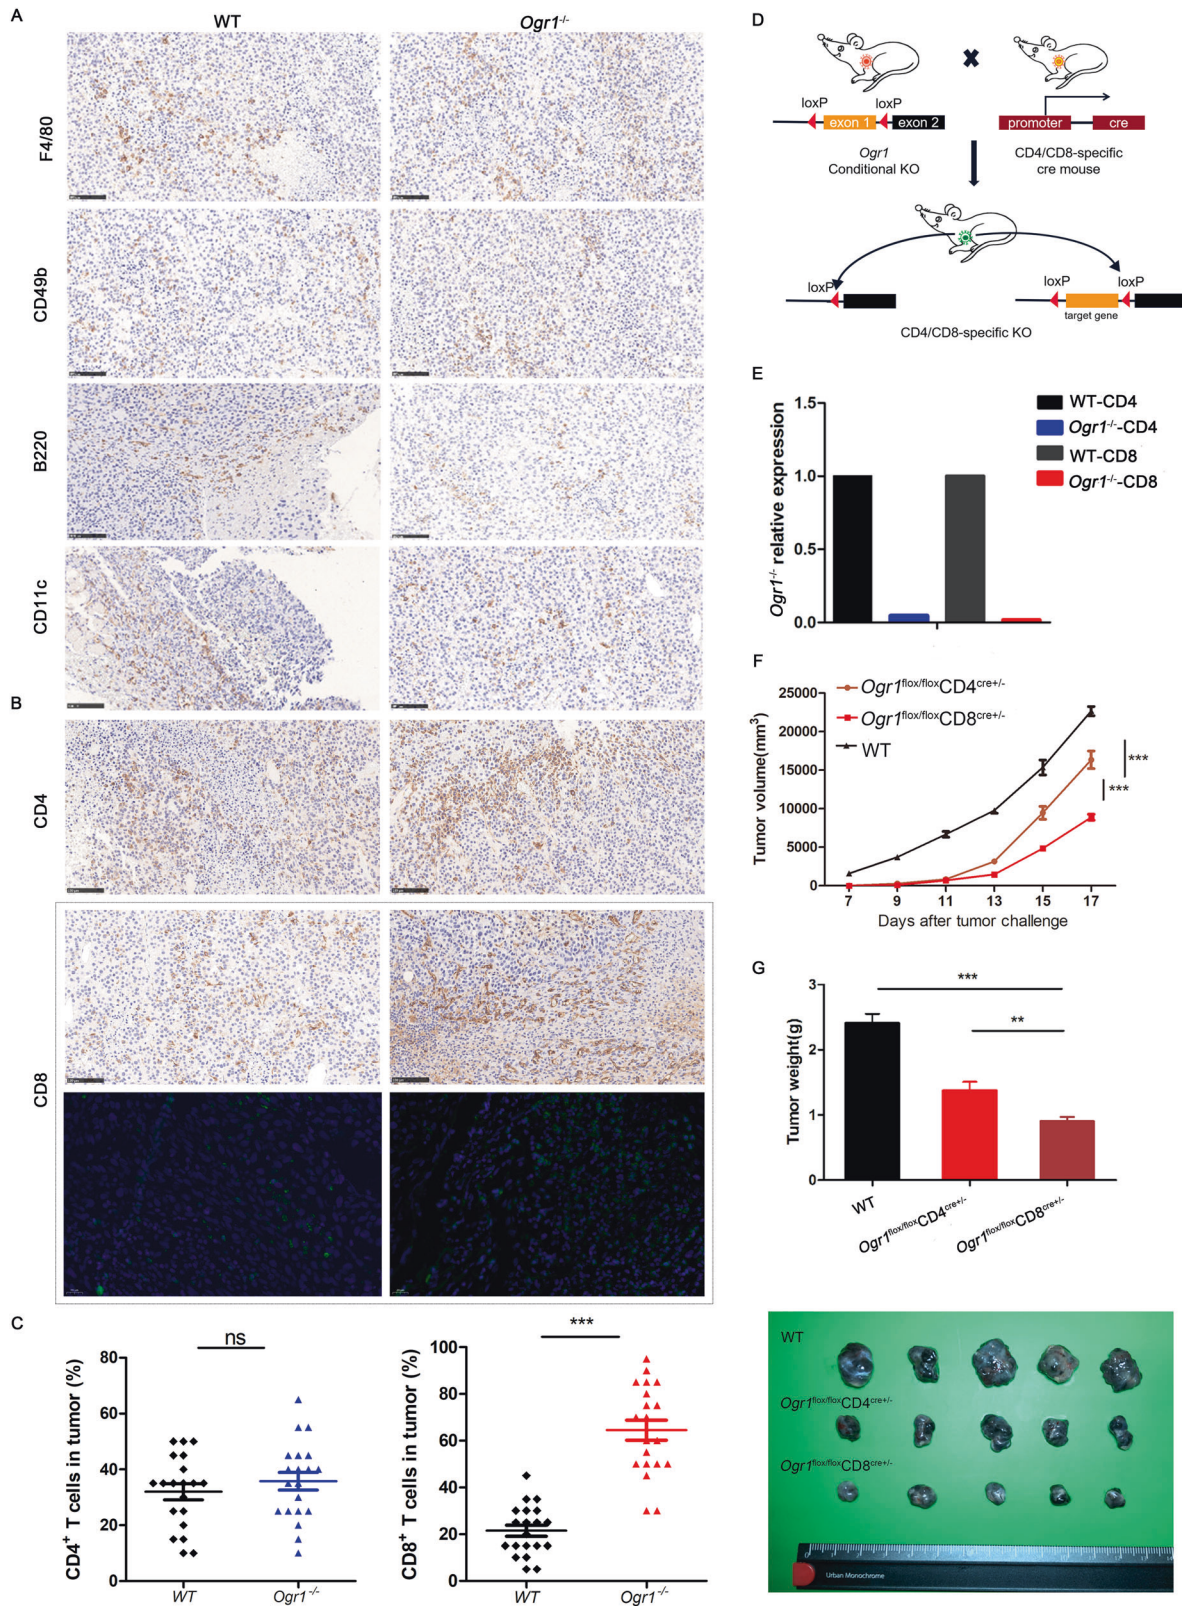 A
WT
Ogr1-/-
F4/80
CD49b
B220
CD11c
B
CD4
CD8
C
ns
CD4+ T cells in tumor (%)
80
60
40
20
0
WT
Ogr1-/-
***
CD8+ T cells in tumor (%)
100
80
60
40
20
0
WT
Ogr1-/-
D
loxP
loxP
exon 1
exon 2
promoter
cre
Ogr1
Conditional KO
CD4/CD8-specific
cre mouse
loxP
loxP
loxP
target gene
CD4/CD8-specific KO
E
Ogr1-/- relative expression
1.5
1.0
0.5
0.0
WT-CD4
Ogr1-/--CD4
WT-CD8
Ogr1-/--CD8
F
Ogr1flox/floxCD4cre+/-
Ogr1flox/floxCD8cre+/-
WT
Tumor volume(mm3)
25000
20000
15000
10000
5000
0
***
***
7 9 11 13 15 17
Days after tumor challenge
G
***
**
Tumor weight(g)
3
2
1
0
WT
Ogr1flox/floxCD4cre+/-
Ogr1flox/floxCD8cre+/-
WT
Ogr1flox/floxCD4cre+/-
Ogr1flox/floxCD8cre+/-
Urban Monochrome